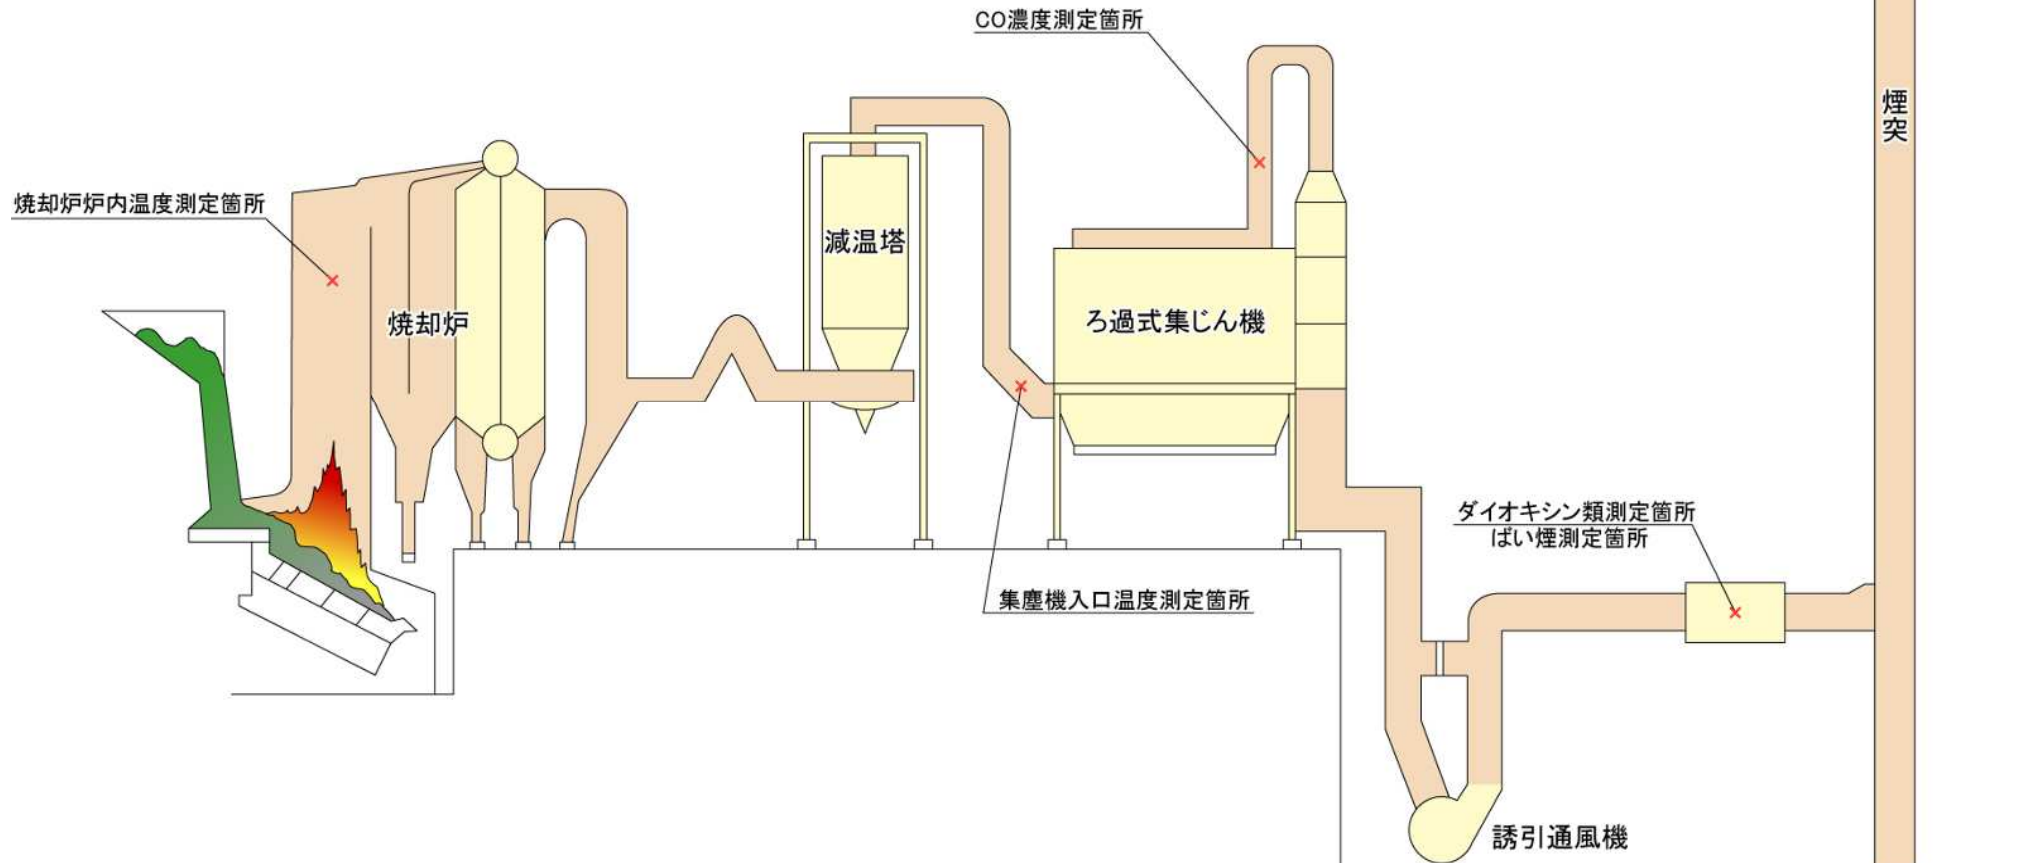 CO濃度測定箇所
煙突
焼却炉炉内温度測定箇所
減温塔
焼却炉
ろ過式集じん機
ダイオキシン類測定箇所
ばい煙測定箇所
集塵機入口温度測定箇所
誘引通風機